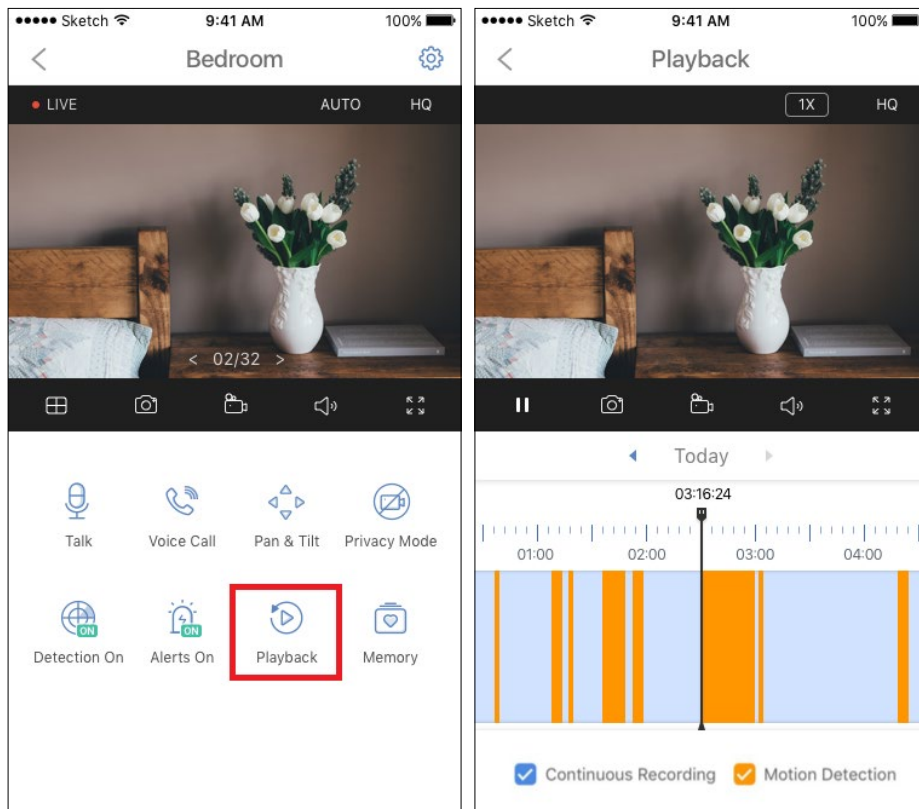 Sketch 9:41 AM 100%
Bedroom
LIVE AUTO HQ
< 02/32 >
Talk Voice Call Pan & Tilt Privacy Mode
ON ON
Detection On Alerts On Playback Memory
Sketch 9:41 AM 100%
Playback
1X HQ
Today
03:16:24
01:00 02:00 03:00 04:00
Continuous Recording Motion Detection